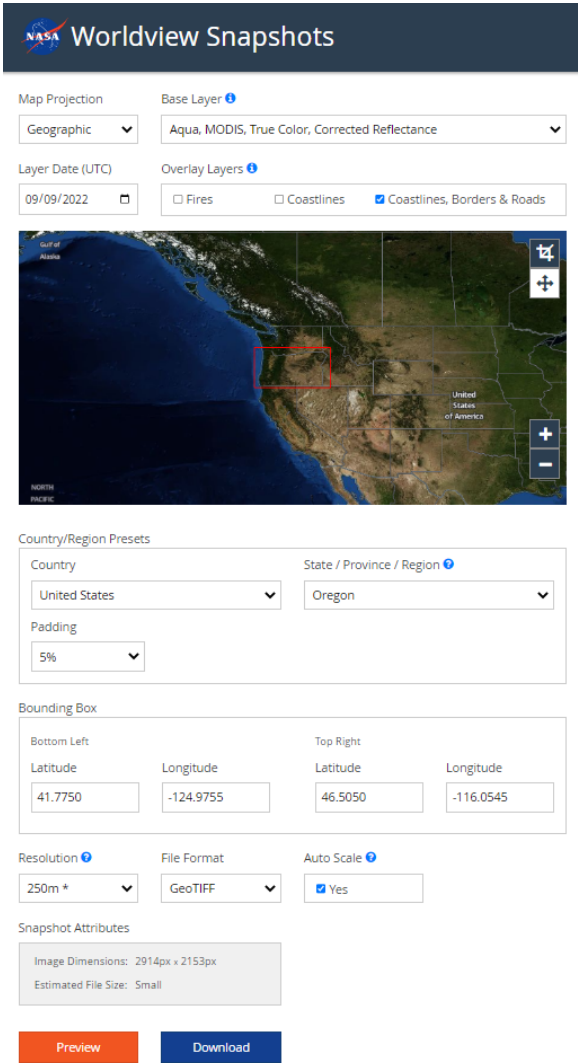 NASA Worldview Snapshots
Map Projection Base Layer
Geographic Aqua, MODIS, True Color, Corrected Reflectance
Layer Date (UTC) Overlay Layers
09/09/2022 Fires Coastlines Coastlines, Borders & Roads
Gulf of
Alaska
United
States
of America
NORTH
PACIFIC
Country/Region Presets
Country State / Province / Region
United States Oregon
Padding
5%
Bounding Box
Bottom Left Top Right
Latitude Longitude Latitude Longitude
41.7750 -124.9755 46.5050 -116.0545
Resolution File Format Auto Scale
250m * GeoTIFF Yes
Snapshot Attributes
Image Dimensions: 2914px x 2153px
Estimated File Size: Small
Preview Download